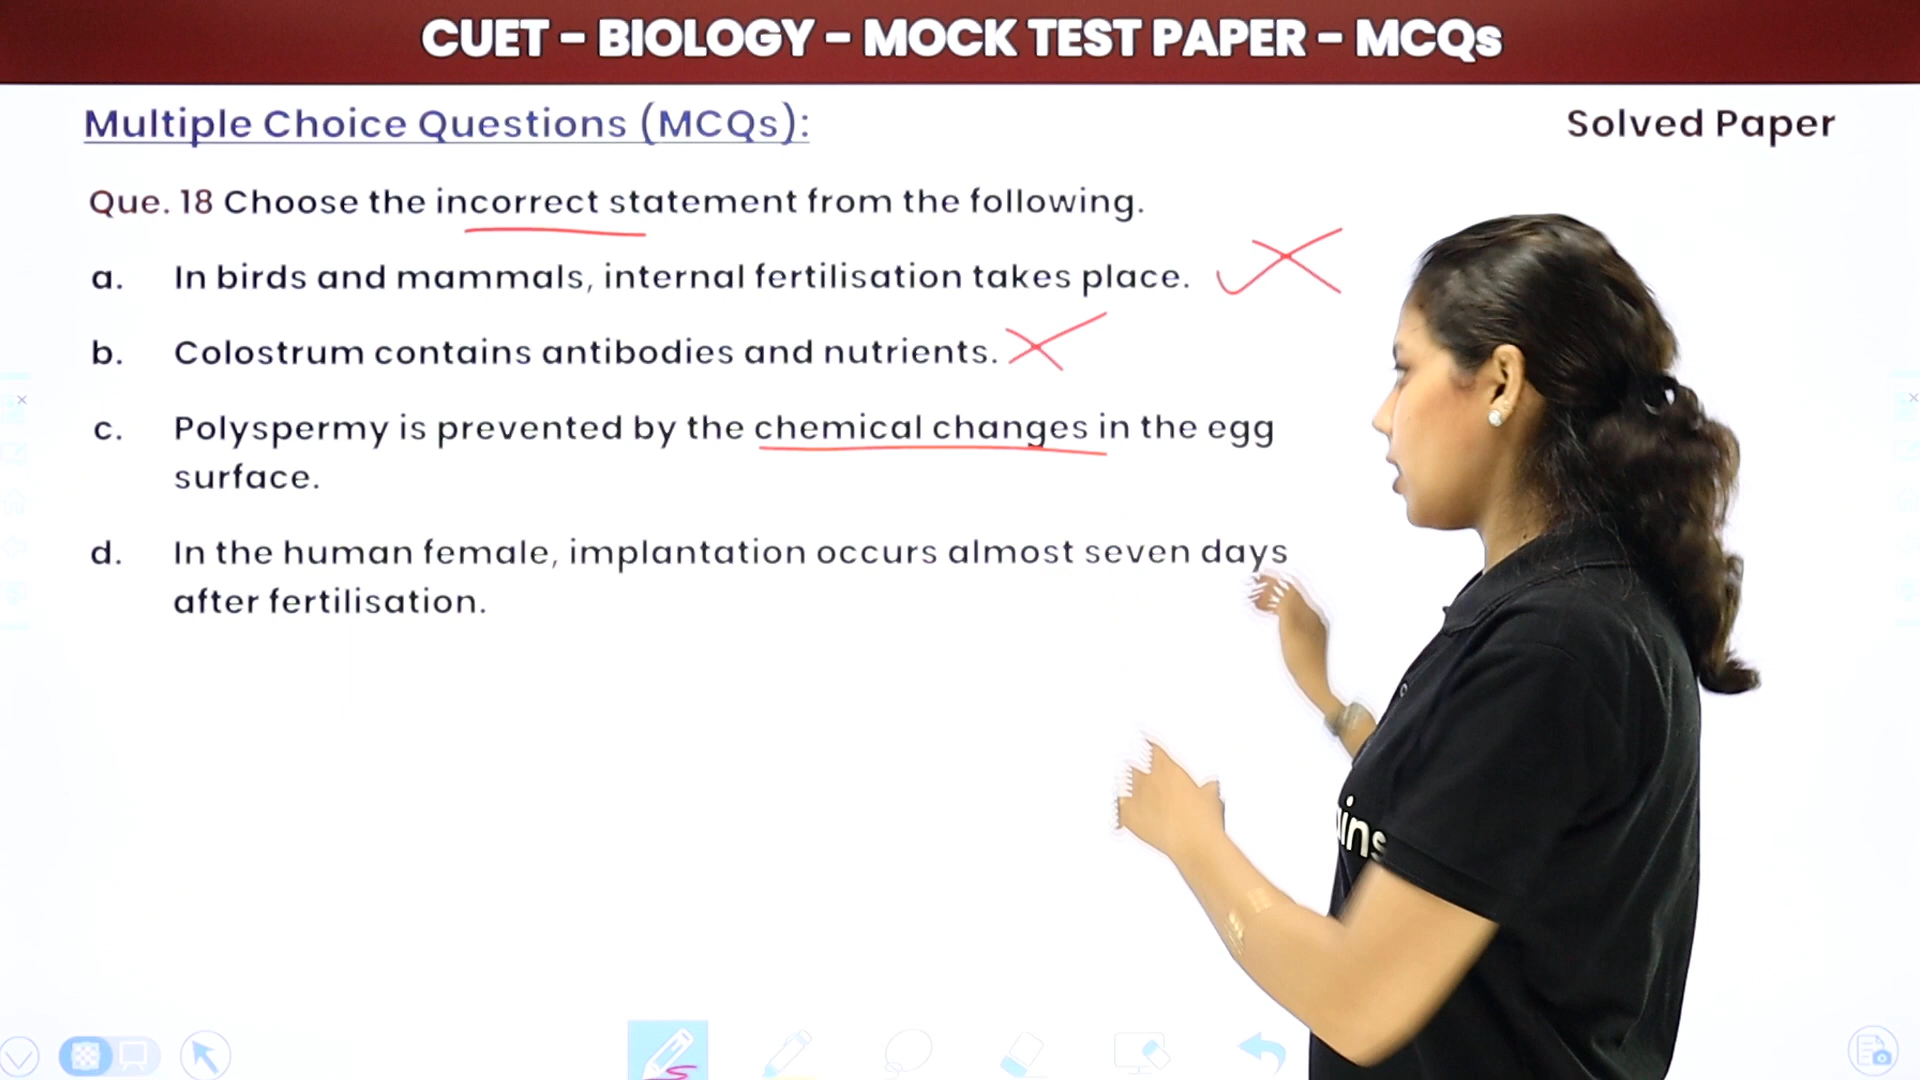 CUET - BIOLOGY - MOCK TEST PAPER - MCQs
Multiple Choice Questions (MCQs):
Solved Paper
Que. 18 Choose the incorrect statement from the following.
a. In birds and mammals, internal fertilisation takes place.
b. Colostrum contains antibodies and nutrients.
c. Polyspermy is prevented by the chemical changes in the egg
surface.
d. In the human female, implantation occurs almost seven days
after fertilisation.
ins